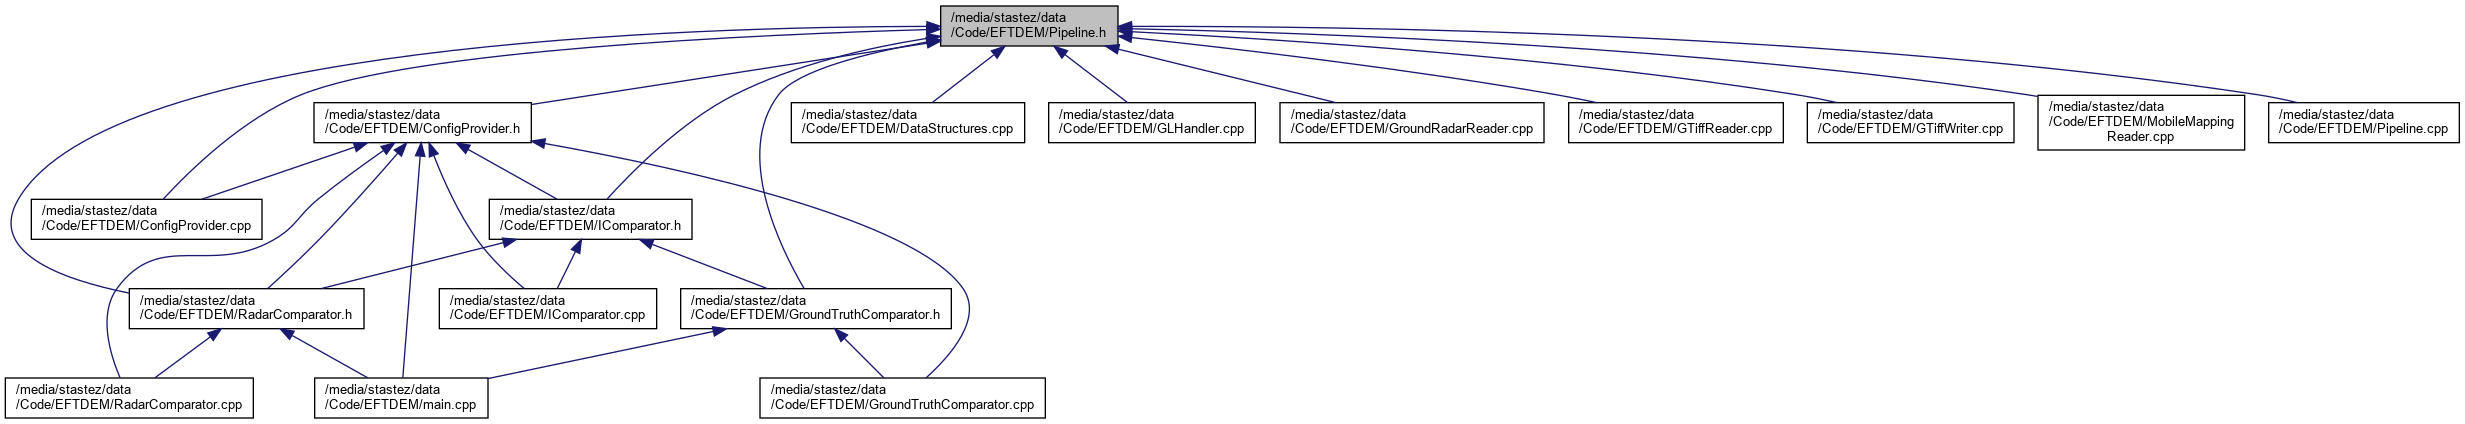 /media/stastez/data
/Code/EFTDEM/Pipeline.h
/media/stastez/data
/Code/EFTDEM/ConfigProvider.h
/media/stastez/data
/Code/EFTDEM/DataStructures.cpp
/media/stastez/data
/Code/EFTDEM/GLHandler.cpp
/media/stastez/data
/Code/EFTDEM/GroundRadarReader.cpp
/media/stastez/data
/Code/EFTDEM/GTiffReader.cpp
/media/stastez/data
/Code/EFTDEM/GTiffWriter.cpp
/media/stastez/data
/Code/EFTDEM/MobileMapping
Reader.cpp
/media/stastez/data
/Code/EFTDEM/Pipeline.cpp
/media/stastez/data
/Code/EFTDEM/ConfigProvider.cpp
/media/stastez/data
/Code/EFTDEM/IComparator.h
/media/stastez/data
/Code/EFTDEM/RadarComparator.h
/media/stastez/data
/Code/EFTDEM/IComparator.cpp
/media/stastez/data
/Code/EFTDEM/GroundTruthComparator.h
/media/stastez/data
/Code/EFTDEM/RadarComparator.cpp
/media/stastez/data
/Code/EFTDEM/main.cpp
/media/stastez/data
/Code/EFTDEM/GroundTruthComparator.cpp